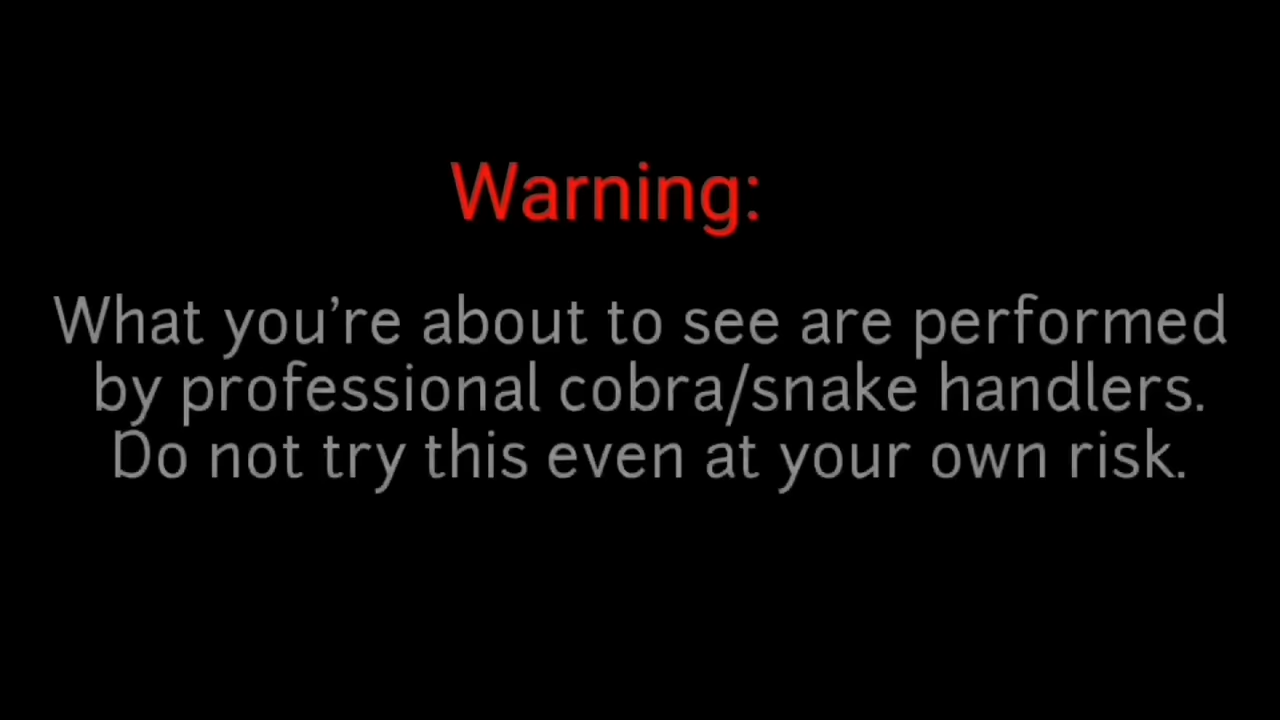 Warning:
What you’re about to see are performed
by professional cobra/snake handlers.
Do not try this even at your own risk.